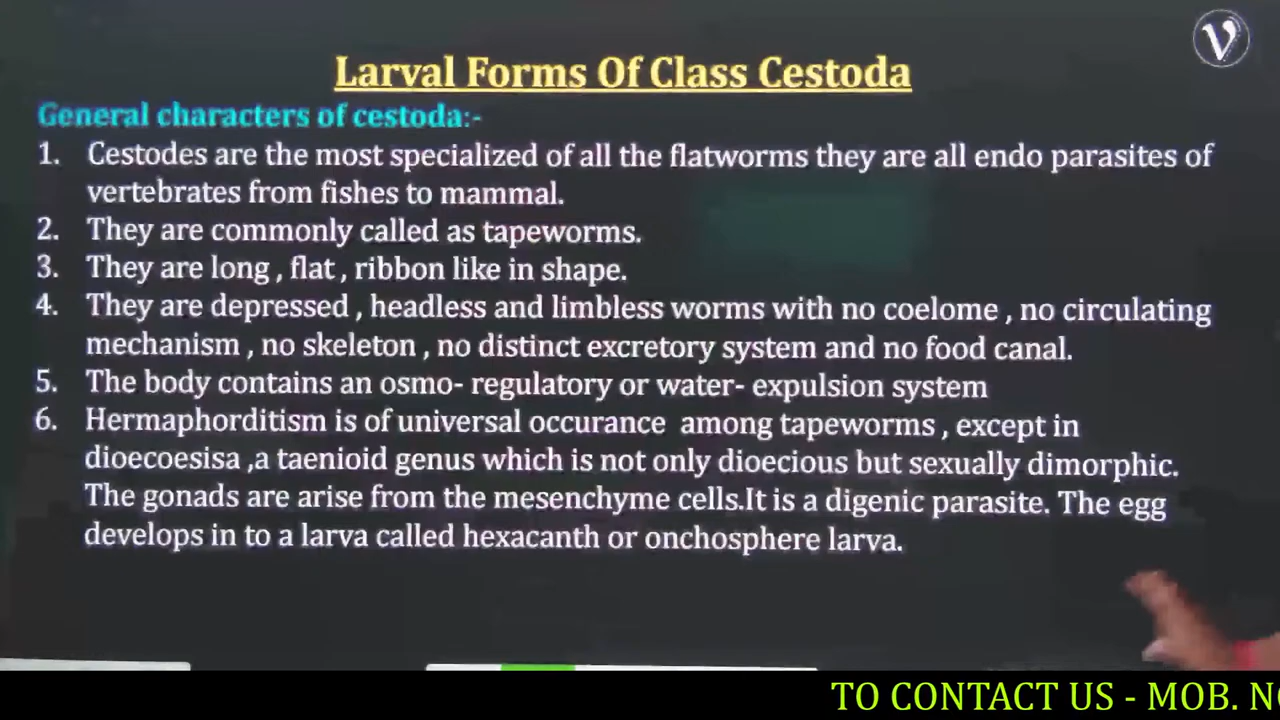 V
Larval Forms Of Class Cestoda
General characters of cestoda:-
1. Cestodes are the most specialized of all the flatworms they are all endo parasites of
vertebrates from fishes to mammal.
2. They are commonly called as tapeworms.
3. They are long , flat , ribbon like in shape.
4. They are depressed , headless and limbless worms with no coelome , no circulating
mechanism , no skeleton , no distinct excretory system and no food canal.
5. The body contains an osmo- regulatory or water- expulsion system
6. Hermaphorditism is of universal occurance among tapeworms , except in
dioecoesisa ,a taenioid genus which is not only dioecious but sexually dimorphic.
The gonads are arise from the mesenchyme cells.It is a digenic parasite. The egg
develops in to a larva called hexacanth or onchosphere larva.
TO CONTACT US - MOB. N